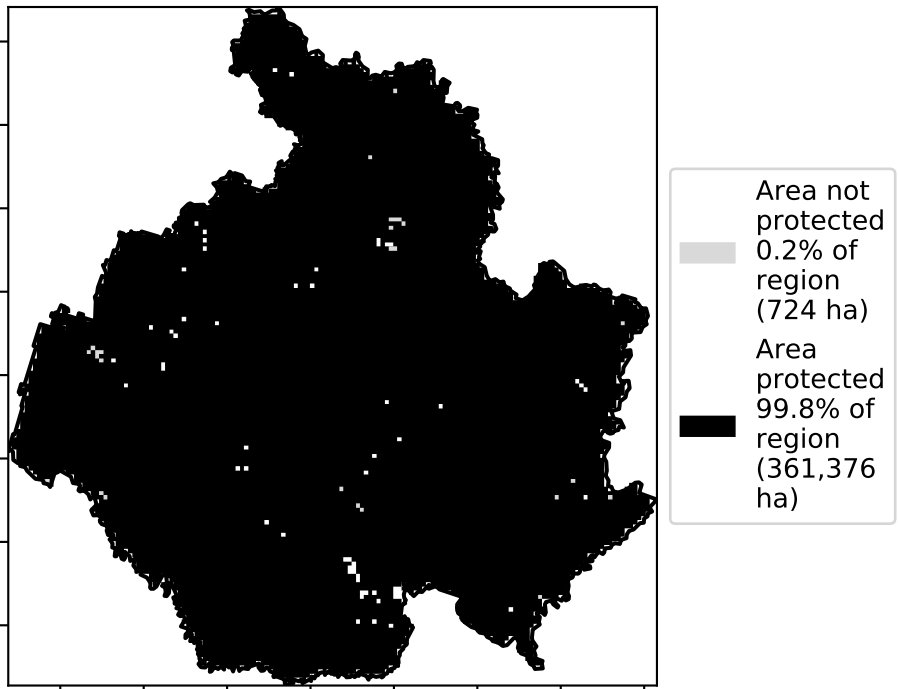 Area not
protected
0.2% of
region
(724 ha)
Area
protected
99.8% of
region
(361,376
ha)